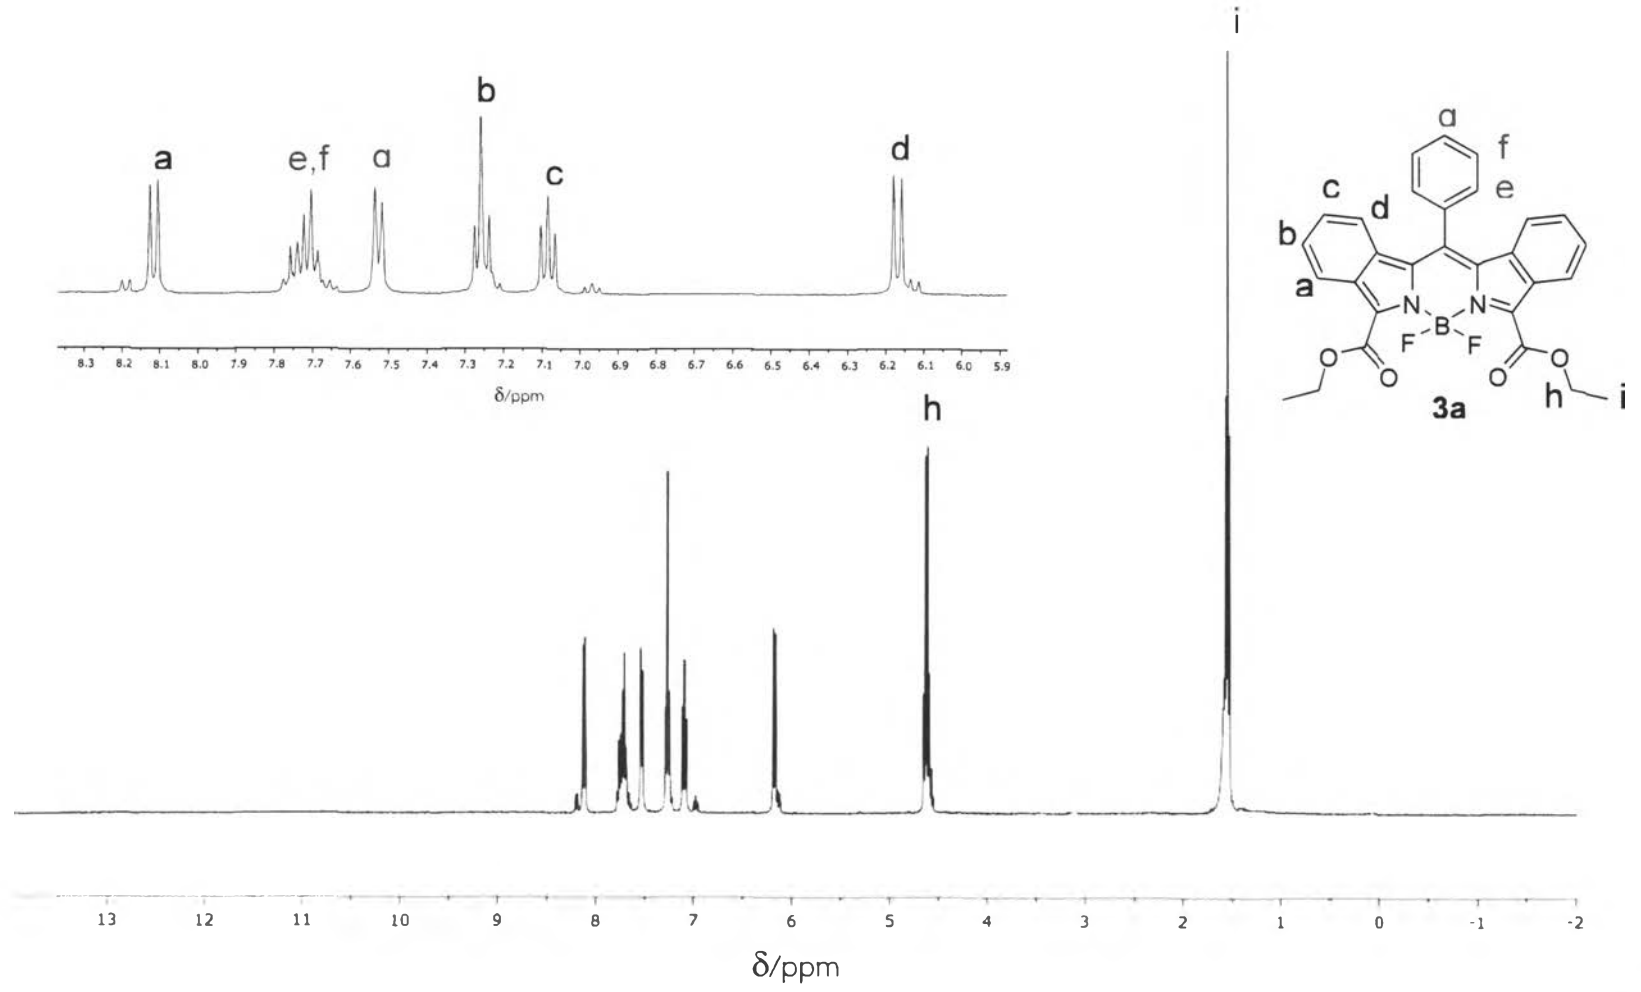 i
b
a e,f g c d
8.3 8.2 8.1 8.0 7.9 7.8 7.7 7.6 7.5 7.4 7.3 7.2 7.1 7.0 6.9 6.8 6.7 6.6 6.5 6.4 6.3 6.2 6.1 6.0 5.9
δ/ppm
g
f
e
c d
b
a
N N
B
F F
O O
O O
h i
3a
h
13 12 11 10 9 8 7 6 5 4 3 2 1 0 -1 -2
δ/ppm